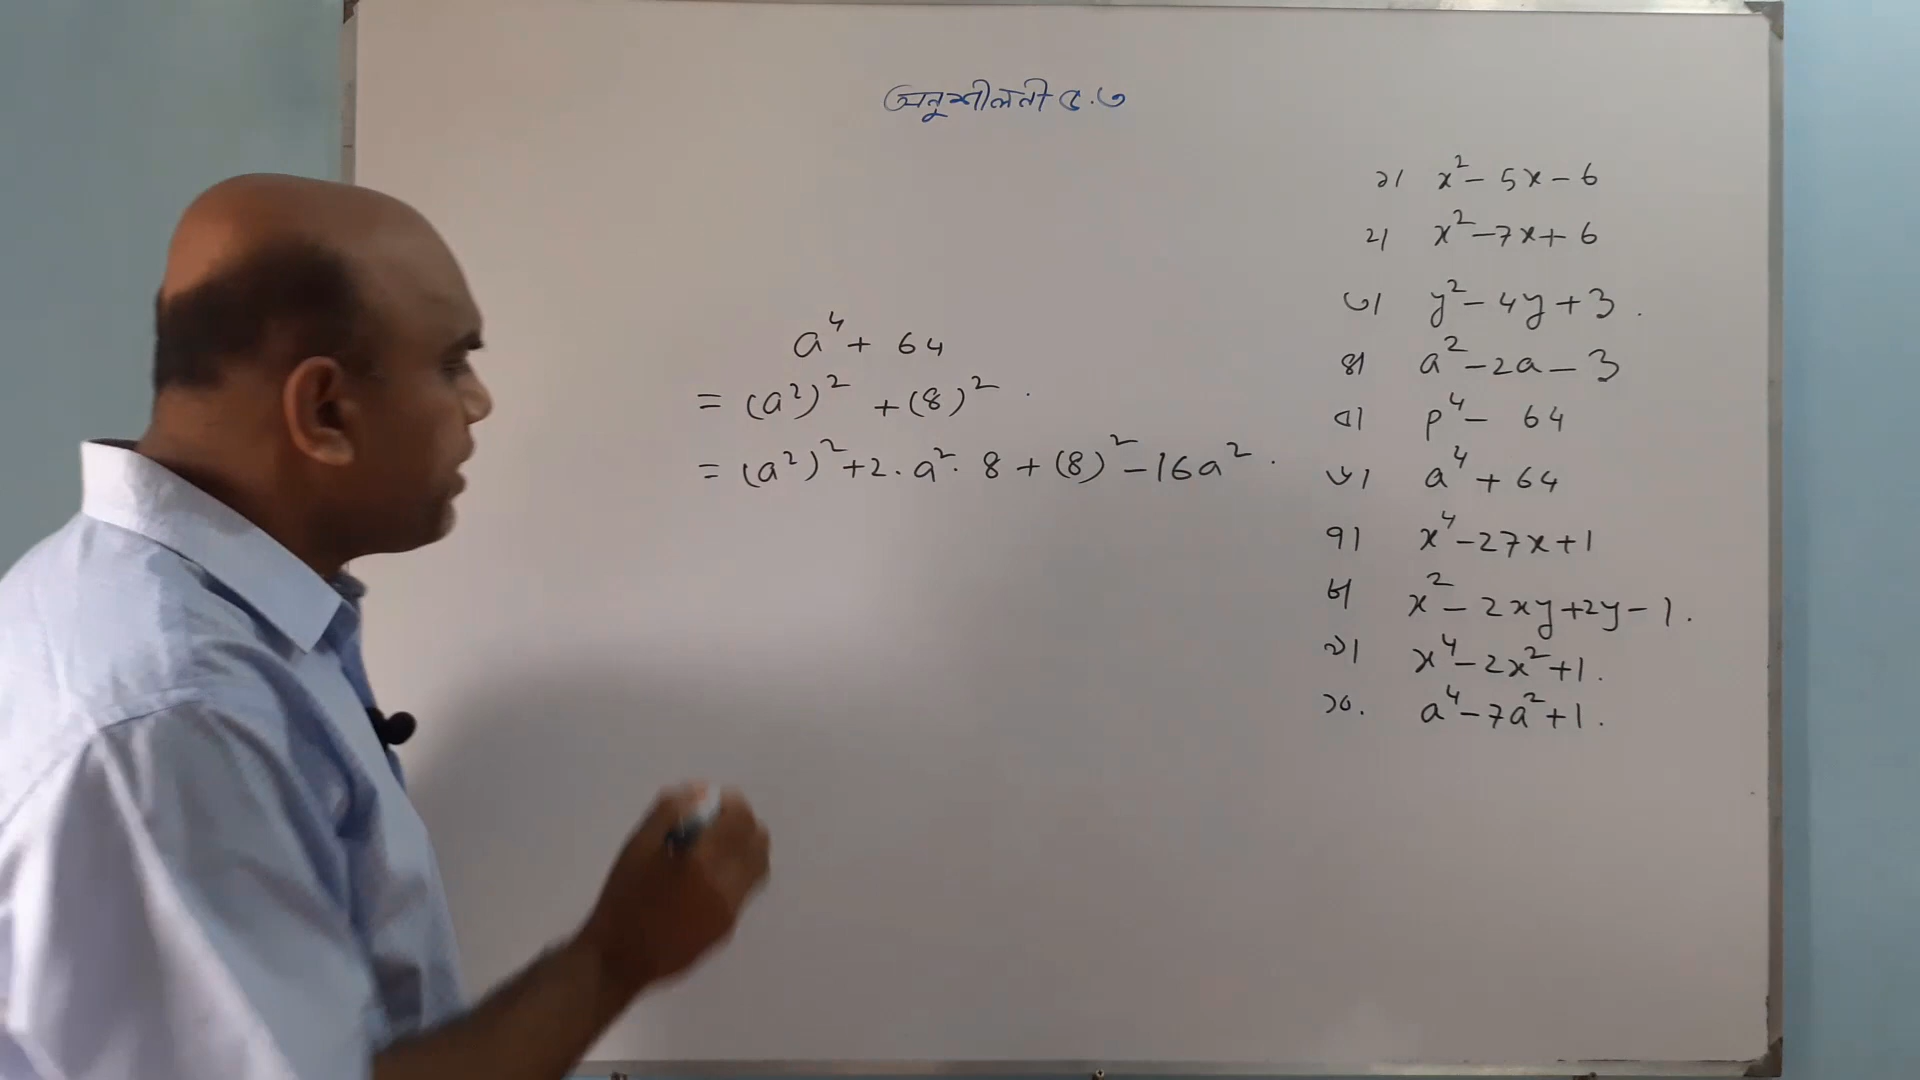 অনুশীলনী ৫.৩
a⁴ + 64
= (a²)² + (8)² .
= (a²)² + 2 . a² . 8 + (8)² - 16a² .
১। x² - 5x - 6
২। x² - 7x + 6
৩। y² - 4y + 3 .
৪। a² - 2a - 3
৫। p⁴ - 64
৬। a⁴ + 64
৭। x⁴ - 27x + 1
৮। x² - 2xy + 2y - 1 .
৯। x⁴ - 2x² + 1 .
১০. a⁴ - 7a² + 1 .